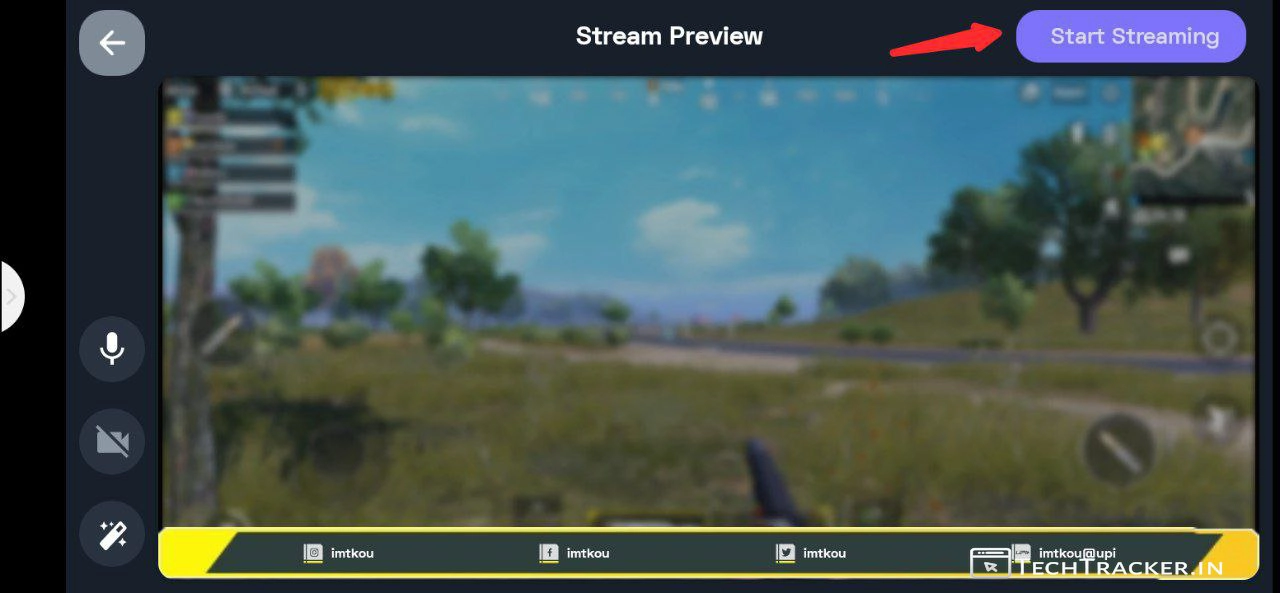 Stream Preview
Start Streaming
imtkou
imtkou
imtkou
imtkou@upi
TECHTRACKER.IN